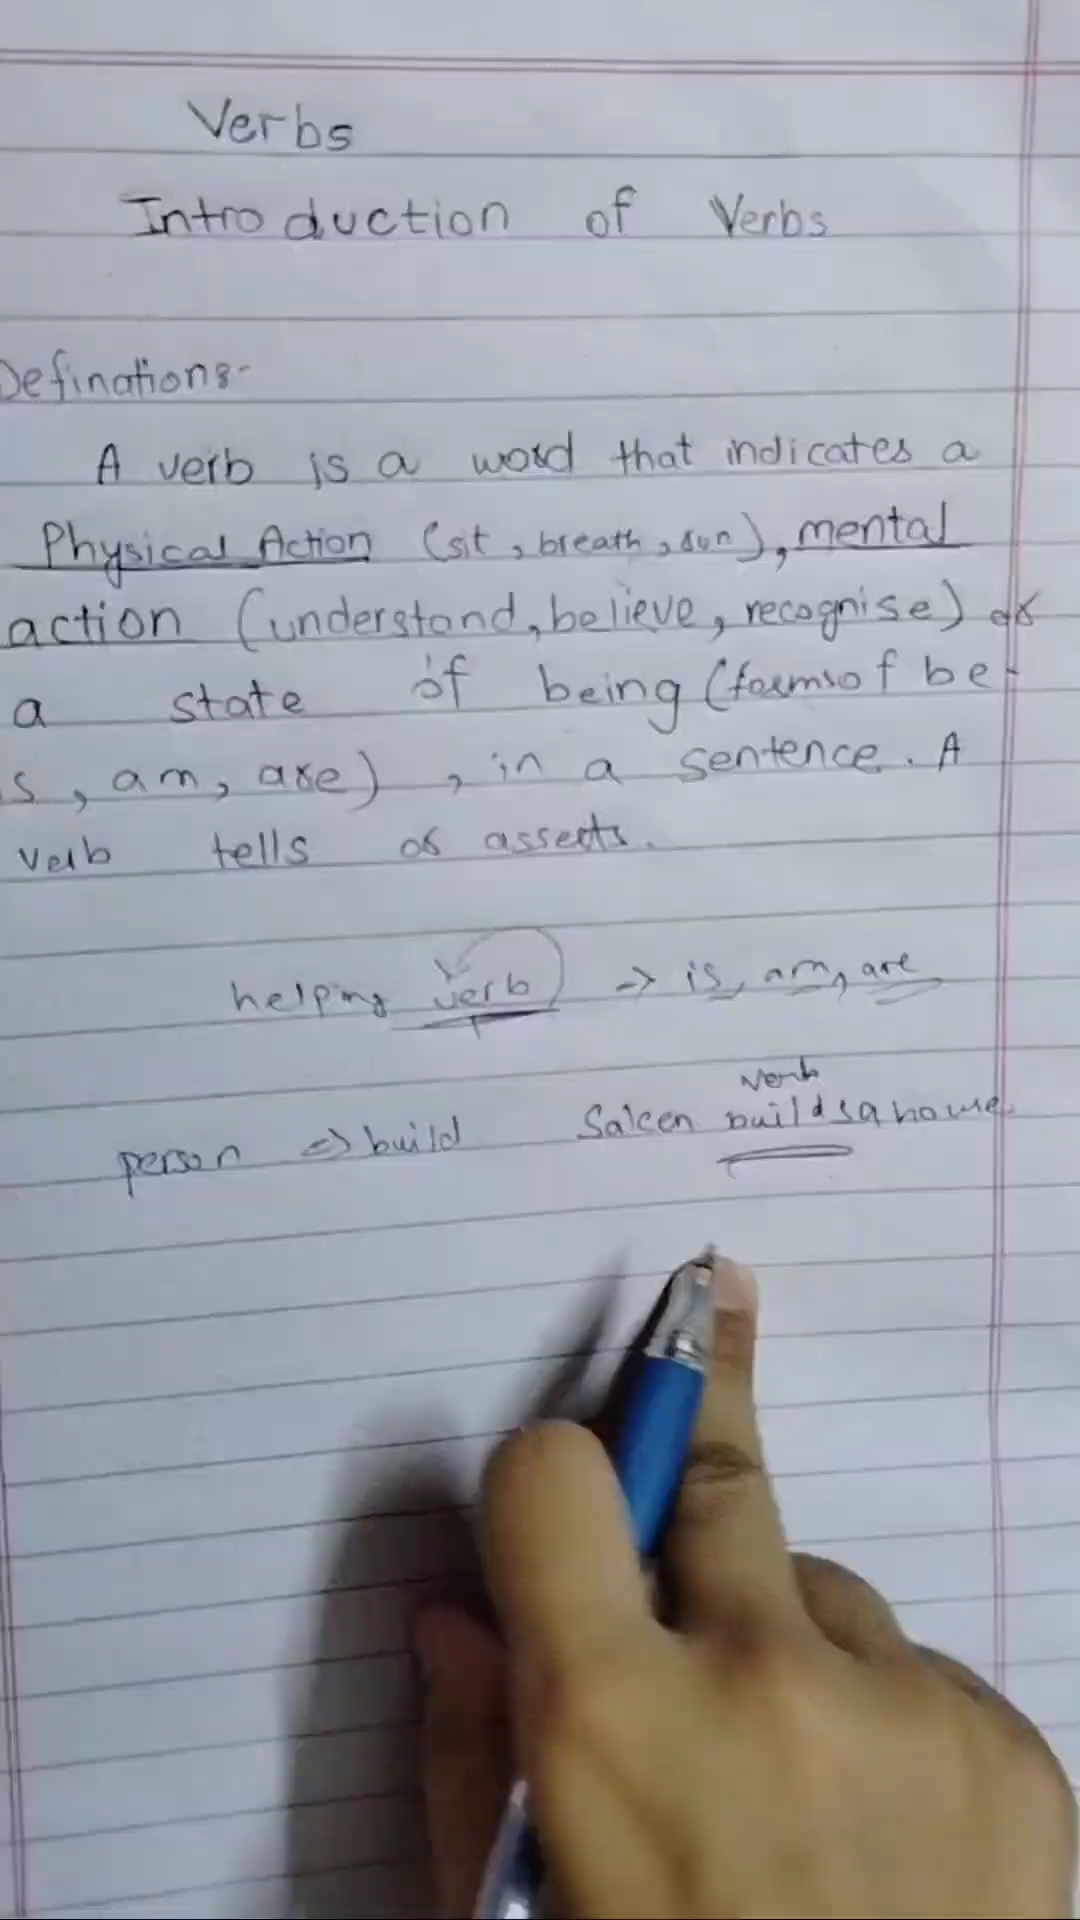 Verbs
Introduction of Verbs
Definations:-
A verb is a word that indicates a
Physical Action (sit, breath, run), mental
action (understand, believe, recognise) or
a state of being (forms of be-
s, am, are), in a sentence. A
verb tells or asserts.
helping verb → is, am, are
verb
person => build Saleen builds a house